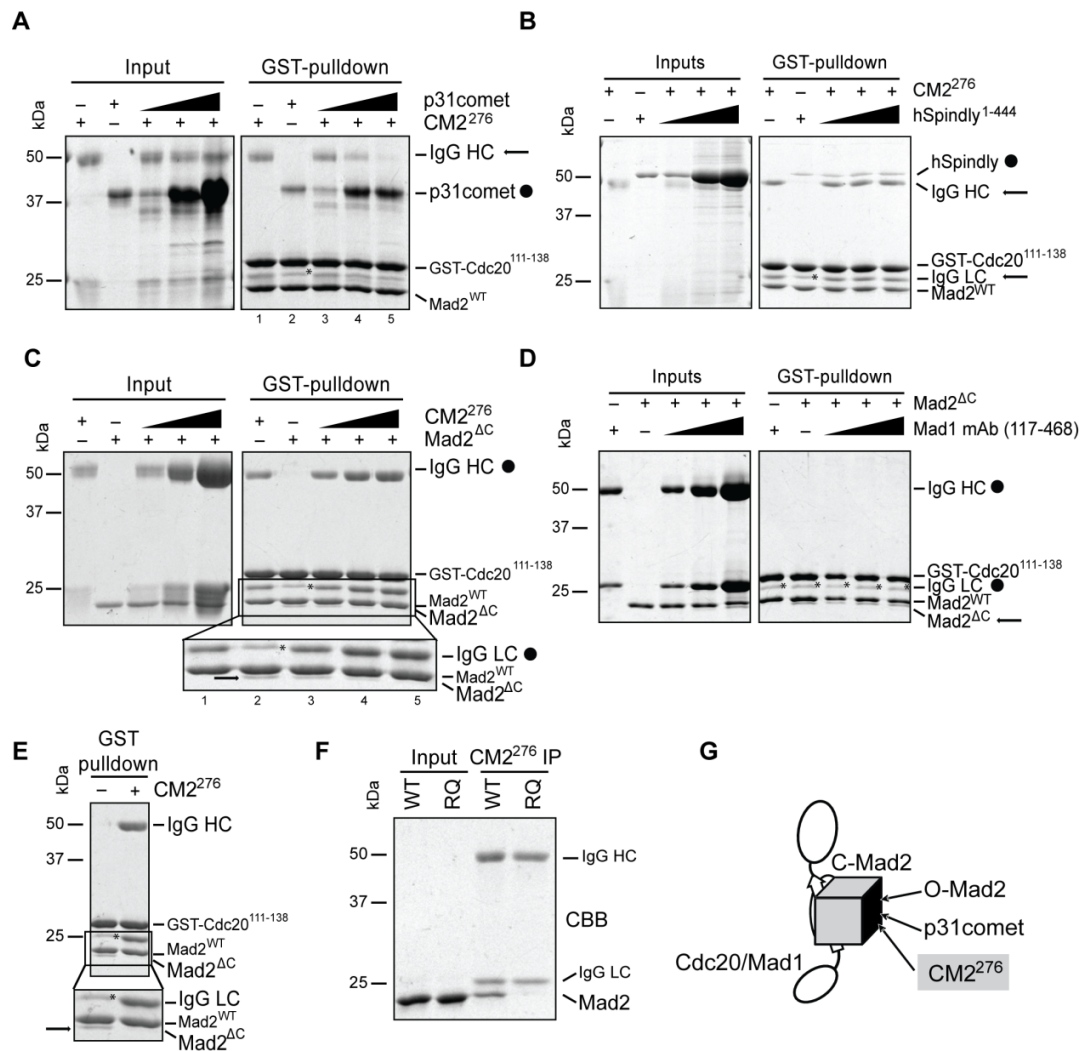 A
Input GST-pulldown
– + p31comet
+ – + + + + – + + + CM2²⁷⁶
kDa
50 IgG HC
37 p31comet
GST-Cdc20¹¹¹⁻¹³⁸
25 *
Mad2ᵂᵀ
1 2 3 4 5
B
Inputs GST-pulldown
+ – + + + + – + + + CM2²⁷⁶
– + – + hSpindly¹⁻⁴⁴⁴
kDa
hSpindly
50 IgG HC
37
GST-Cdc20¹¹¹⁻¹³⁸
25 * IgG LC
Mad2ᵂᵀ
C
Input GST-pulldown
+ – + – CM2²⁷⁶
– + + + + – + + + + Mad2ΔC
kDa
50 IgG HC
37
GST-Cdc20¹¹¹⁻¹³⁸
25 *
Mad2ᵂᵀ
Mad2ΔC
* IgG LC
Mad2ᵂᵀ
Mad2ΔC
1 2 3 4 5
D
Inputs GST-pulldown
– + + + + – + + + + Mad2ΔC
+ – + – Mad1 mAb (117-468)
kDa
50 IgG HC
37
GST-Cdc20¹¹¹⁻¹³⁸
25 * * * * * IgG LC
Mad2ᵂᵀ
Mad2ΔC
E
GST
pulldown
– + CM2²⁷⁶
kDa
50 IgG HC
37
GST-Cdc20¹¹¹⁻¹³⁸
25 *
Mad2ᵂᵀ
Mad2ΔC
* IgG LC
Mad2ᵂᵀ
Mad2ΔC
F
Input CM2²⁷⁶ IP
WT RQ WT RQ
kDa
50 IgG HC
37
CBB
25 IgG LC
Mad2
G
C-Mad2
O-Mad2
p31comet
Cdc20/Mad1
CM2²⁷⁶